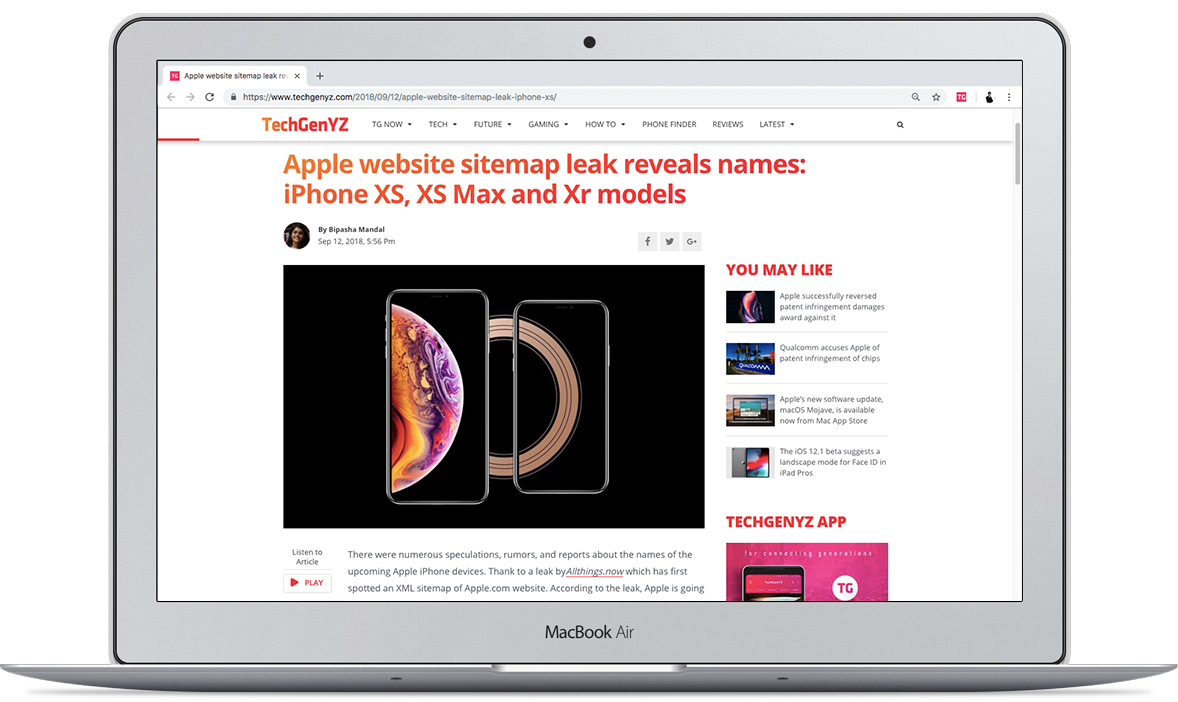 TG Apple website sitemap leak rev
https://www.techgenyz.com/2018/09/12/apple-website-sitemap-leak-iphone-xs/
TG
TechGenYZ TG NOW TECH FUTURE GAMING HOW TO PHONE FINDER REVIEWS LATEST
Apple website sitemap leak reveals names:
iPhone XS, XS Max and Xr models
By Bipasha Mandal
Sep 12, 2018, 5:56 Pm
f G+
YOU MAY LIKE
Apple successfully reversed
patent infringement damages
award against it
Qualcomm accuses Apple of
patent infringement of chips
QUALCOMM
Apple's new software update,
macOS Mojave, is available
now from Mac App Store
The iOS 12.1 beta suggests a
landscape mode for Face ID in
iPad Pros
TECHGENYZ APP
for connecting generations
TechGenYZ
TG
Listen to
Article
PLAY
There were numerous speculations, rumors, and reports about the names of the
upcoming Apple iPhone devices. Thank to a leak byAllthings.now which has first
spotted an XML sitemap of Apple.com website. According to the leak, Apple is going
MacBook Air